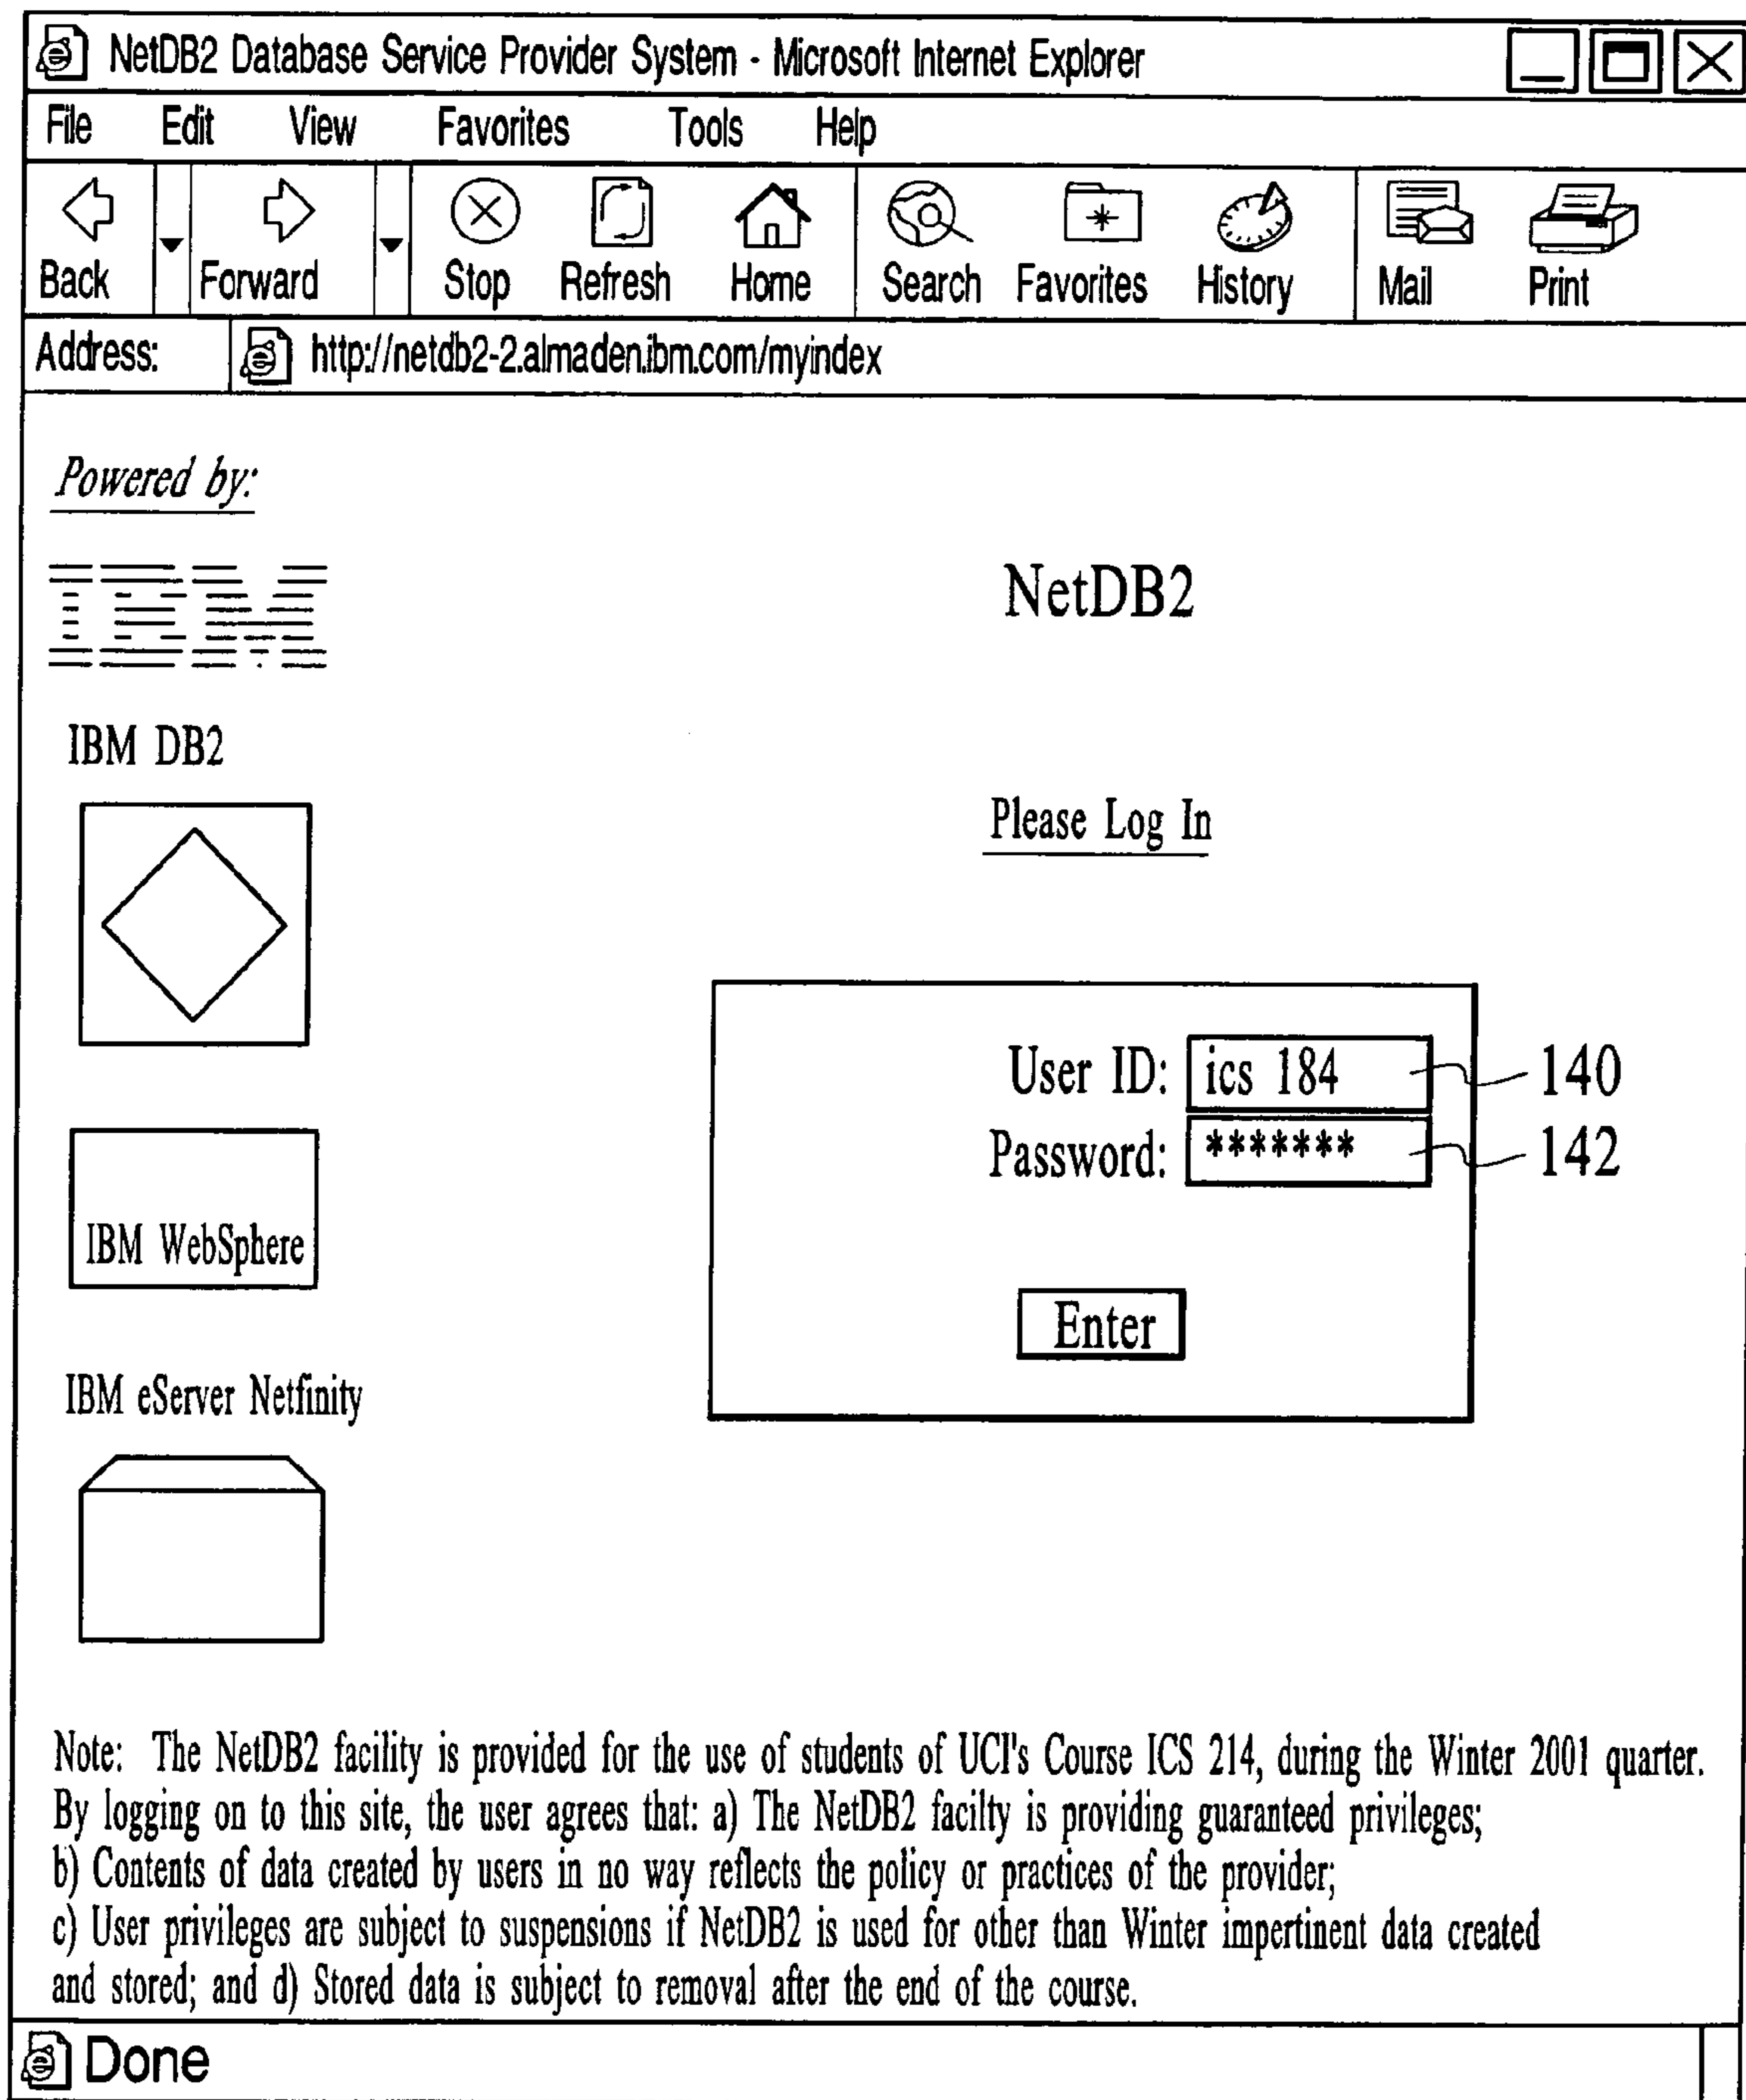 NetDB2 Database Service Provider System - Microsoft Internet Explorer
File Edit View Favorites Tools Help
Back Forward Stop Refresh Home Search Favorites History Mail Print
Address: http://netdb2-2.almaden.ibm.com/myindex
Powered by:
IBM
NetDB2
IBM DB2
Please Log In
User ID: ics 184 140
Password: ******* 142
IBM WebSphere
Enter
IBM eServer Netfinity
Note: The NetDB2 facility is provided for the use of students of UCI's Course ICS 214, during the Winter 2001 quarter.
By logging on to this site, the user agrees that: a) The NetDB2 facilty is providing guaranteed privileges;
b) Contents of data created by users in no way reflects the policy or practices of the provider;
c) User privileges are subject to suspensions if NetDB2 is used for other than Winter impertinent data created
and stored; and d) Stored data is subject to removal after the end of the course.
Done